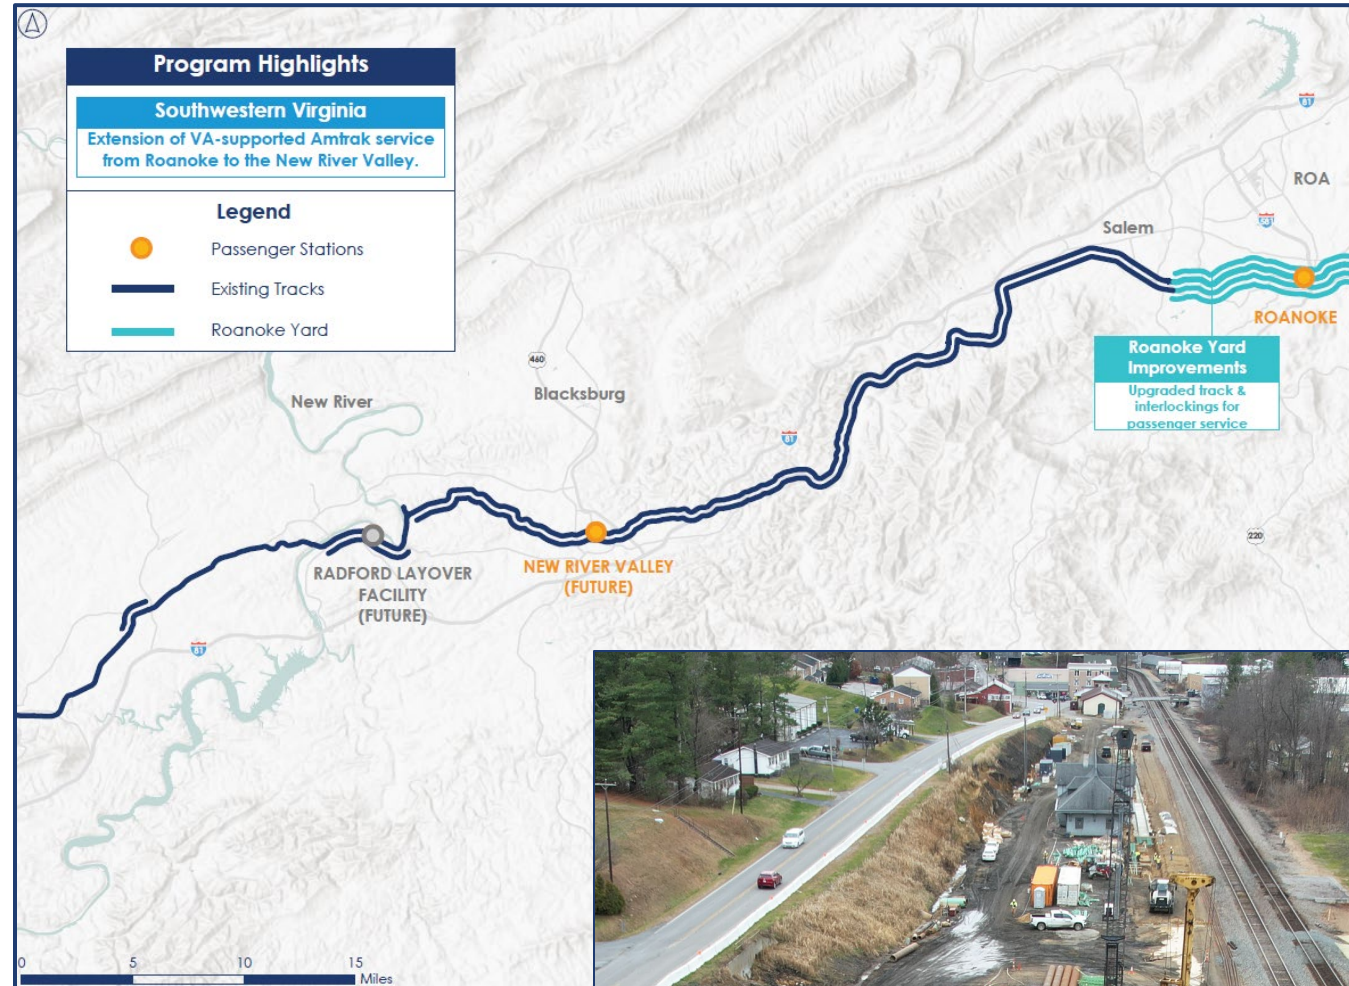 Program Highlights
Southwestern Virginia
Extension of VA-supported Amtrak service
from Roanoke to the New River Valley.
Legend
Passenger Stations
Existing Tracks
Roanoke Yard
81
ROA
581
Salem
ROANOKE
Roanoke Yard
Improvements
Upgraded track &
interlockings for
passenger service
460
Blacksburg
New River
81
220
RADFORD LAYOVER
FACILITY
(FUTURE)
NEW RIVER VALLEY
(FUTURE)
81
0 5 10 15
Miles